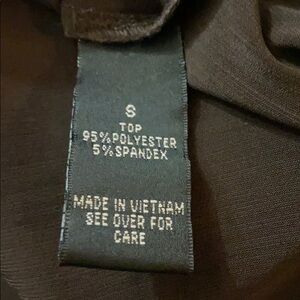 S
TOP
95%POLYESTER
5%SPANDEX
MADE IN VIETNAM
SEE OVER FOR
CARE